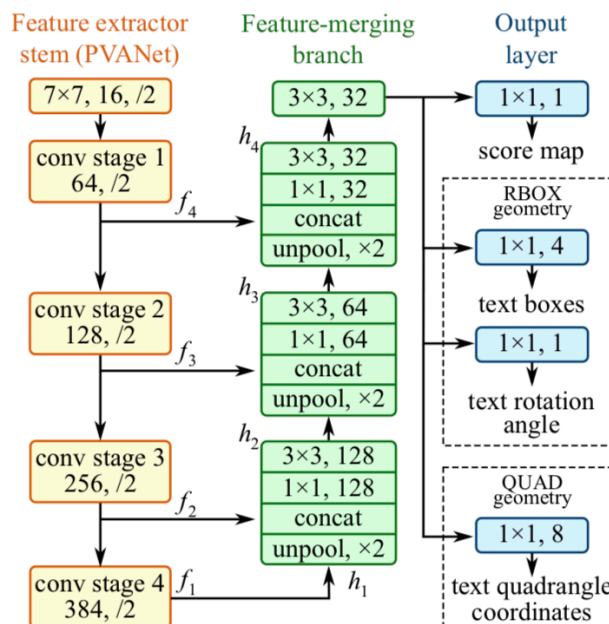 Feature extractor
stem (PVANet)
7×7, 16, /2
conv stage 1
64, /2
f4
conv stage 2
128, /2
f3
conv stage 3
256, /2
f2
conv stage 4
384, /2
f1
Feature-merging
branch
3×3, 32
h4
3×3, 32
1×1, 32
concat
unpool, ×2
h3
3×3, 64
1×1, 64
concat
unpool, ×2
h2
3×3, 128
1×1, 128
concat
unpool, ×2
h1
Output
layer
1×1, 1
score map
RBOX
geometry
1×1, 4
text boxes
1×1, 1
text rotation
angle
QUAD
geometry
1×1, 8
text quadrangle
coordinates